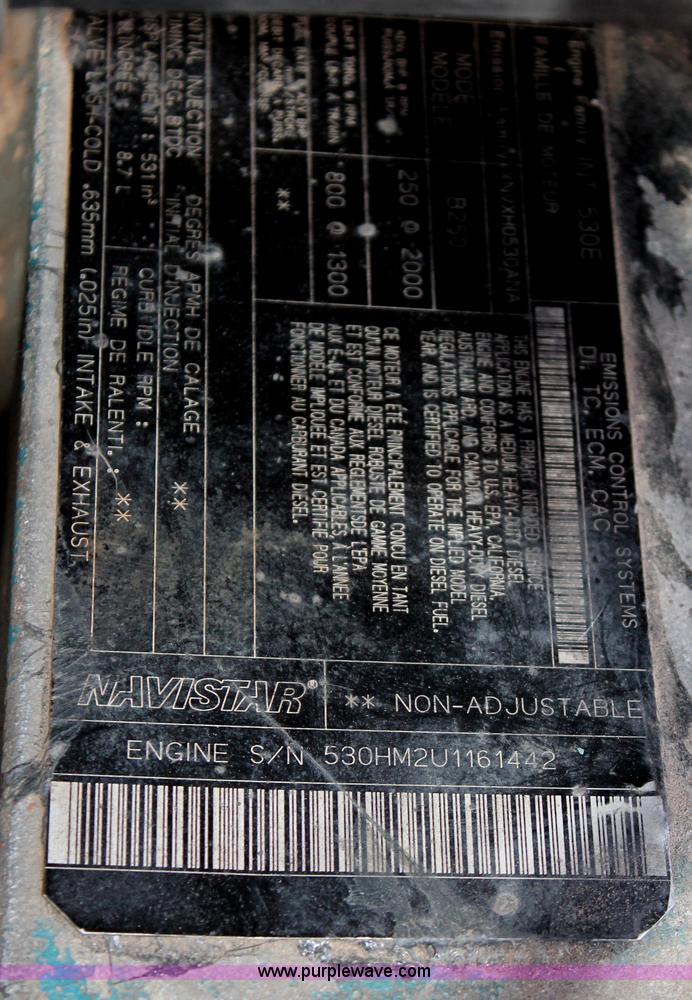 Engine Family INT 530E
FAMILLE DE MOTEUR
EMISSIONS CONTROL SYSTEMS
DI, TC, ECM, CAC
MODEL B250
MODELE
250 @ 2000
800 @ 1300
**
THIS ENGINE HAS A PRIMARY INTENDED SERVICE
APPLICATION AS A MEDIUM HEAVY-DUTY DIESEL
ENGINE AND CONFORMS TO U.S. EPA, CALIFORNIA,
AUSTRALIAN ADR, AND CANADIAN HEAVY-DUTY DIESEL
REGULATIONS APPLICABLE FOR THE IMPLIED MODEL
YEAR AND IS CERTIFIED TO OPERATE ON DIESEL FUEL.
CE MOTEUR A ÉTÉ PRINCIPALEMENT CONCU EN TANT
QU'UN MOTEUR DIESEL ROBUSTE DE GAMME MOYENNE
ET EST CONFORME AUX REGLEMENTS DE L'EPA
AUX E.-U. ET DU CANADA APPLICABLES, À L'ANNÉE
DE MODELE IMPLIQUEE ET EST CERTIFIE POUR
FONCTIONNER AU CARBURANT DIESEL.
INITIAL INJECTION DEGRES APMH DE CALAGE
TIMING DEG BTDC INITIAL D'INJECTION **
DISPLACEMENT : 531 in³ CURB IDLE RPM :
CYLINDREE : 8.7 L REGIME DE RALENTI. : **
VALVE LASH-COLD .635mm (.025in) INTAKE & EXHAUST.
NAVISTAR® ** NON-ADJUSTABLE
ENGINE S/N 530HM2U1161442
www.purplewave.com